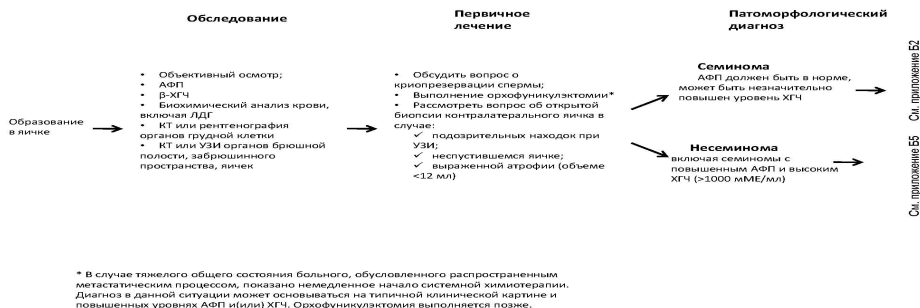 Обследование
Первичное
лечение
Патоморфологический
диагноз
Образование
в яичке
• Объективный осмотр;
• АФП
• β-ХГЧ
• Биохимический анализ крови,
включая ЛДГ
• КТ или рентгенография
органов грудной клетки
• КТ или УЗИ органов брюшной
полости, забрюшинного
пространства, яичек
• Обсудить вопрос о
криопрезервации спермы;
• Выполнение орхофуникулэктомии*
• Рассмотреть вопрос об открытой
биопсии контралатерального яичка в
случае:
✓ подозрительных находок при
УЗИ;
✓ неспустившемся яичке;
✓ выраженной атрофии (объеме
<12 мл)
Семинома
АФП должен быть в норме,
может быть незначительно
повышен уровень ХГЧ
См. приложение Б2
Несеминома
включая семиномы с
повышенным АФП и высоким
ХГЧ (>1000 мМЕ/мл)
См. приложение Б5
* В случае тяжелого общего состояния больного, обусловленного распространенным
метастатическим процессом, показано немедленное начало системной химиотерапии.
Диагноз в данной ситуации может основываться на типичной клинической картине и
повышенных уровнях АФП и(или) ХГЧ. Орхофуникулэктомия выполняется позже.